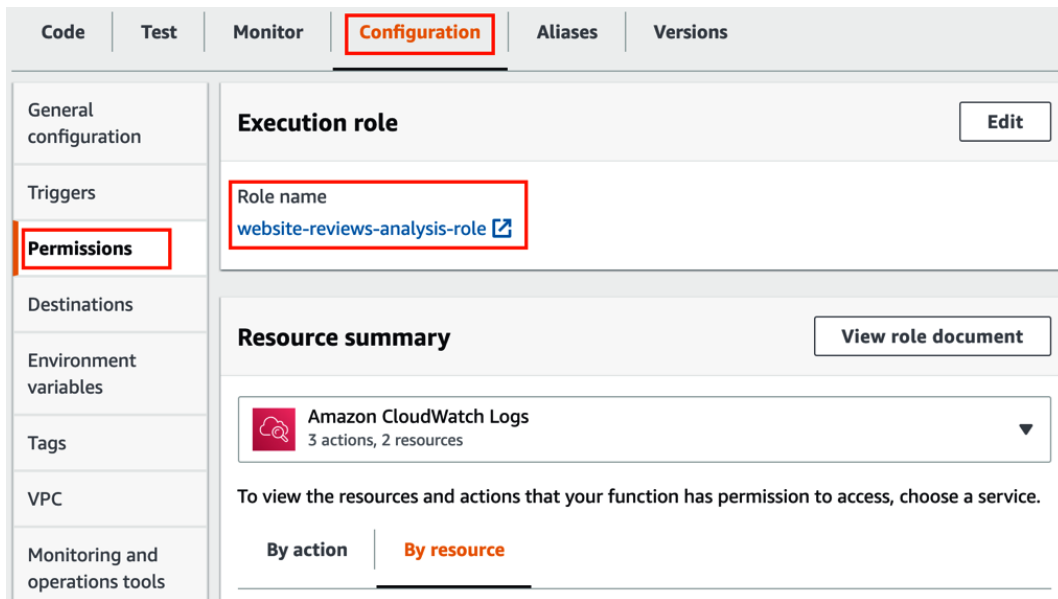 Code
Test
Monitor
Configuration
Aliases
Versions
General
configuration
Triggers
Permissions
Destinations
Environment
variables
Tags
VPC
Monitoring and
operations tools
Execution role
Edit
Role name
website-reviews-analysis-role
Resource summary
View role document
Amazon CloudWatch Logs
3 actions, 2 resources
To view the resources and actions that your function has permission to access, choose a service.
By action
By resource